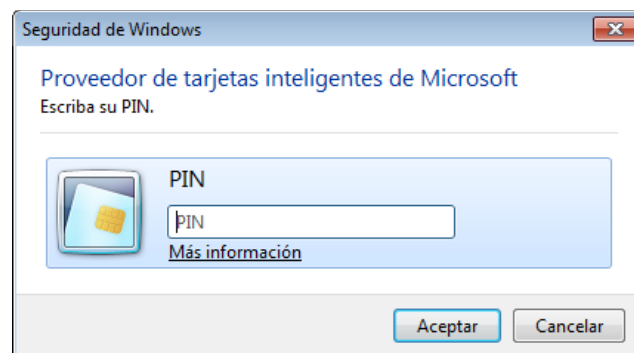 Seguridad de Windows
Proveedor de tarjetas inteligentes de Microsoft
Escriba su PIN.
PIN
PIN
Más información
Aceptar
Cancelar